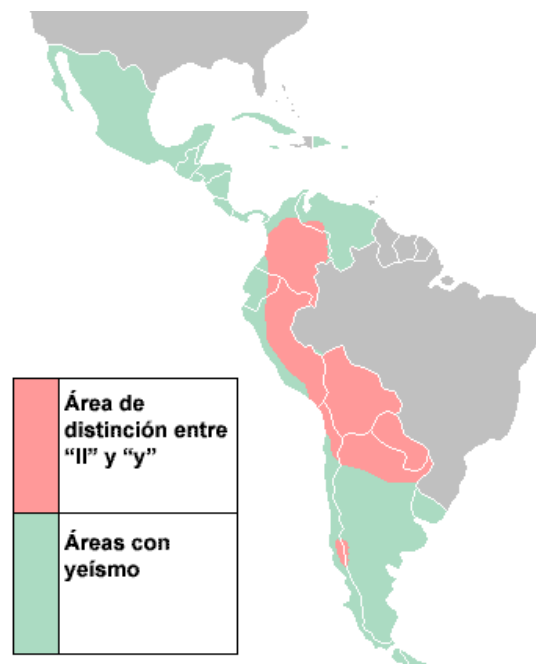 Área de
distinción entre
“ll” y “y”
Áreas con
yeísmo